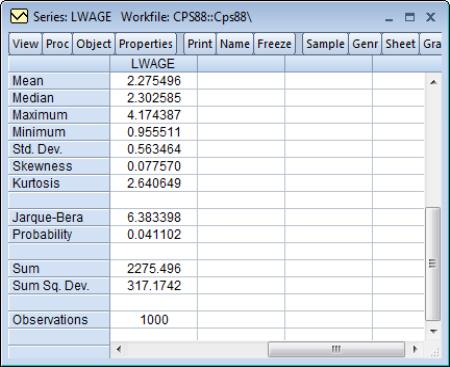 Series: LWAGE Workfile: CPS88::Cps88\
View Proc Object Properties Print Name Freeze Sample Genr Sheet Gra
LWAGE
Mean 2.275496
Median 2.302585
Maximum 4.174387
Minimum 0.955511
Std. Dev. 0.563464
Skewness 0.077570
Kurtosis 2.640649
Jarque-Bera 6.383398
Probability 0.041102
Sum 2275.496
Sum Sq. Dev. 317.1742
Observations 1000